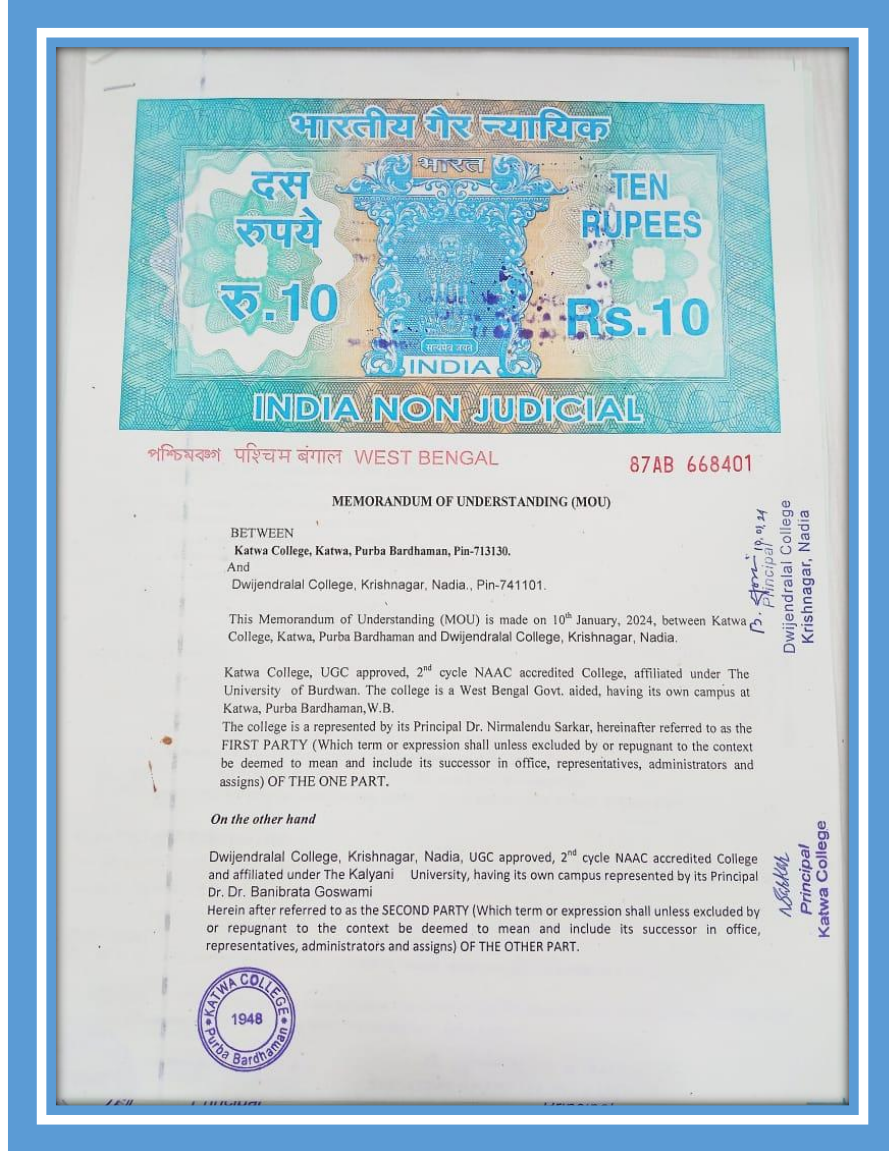 भारतीय गैर न्यायिक
भारत
दस
रुपये
रु.10
TEN
RUPEES
Rs.10
सत्यमेव जयते
INDIA
INDIA NON JUDICIAL
পশ্চিমবঙ্গ पश्चिम बंगाल WEST BENGAL
87AB 668401
MEMORANDUM OF UNDERSTANDING (MOU)
BETWEEN
Katwa College, Katwa, Purba Bardhaman, Pin-713130.
And
Dwijendralal College, Krishnagar, Nadia., Pin-741101.
This Memorandum of Understanding (MOU) is made on 10th January, 2024, between Katwa
College, Katwa, Purba Bardhaman and Dwijendralal College, Krishnagar, Nadia.
Katwa College, UGC approved, 2nd cycle NAAC accredited College, affiliated under The
University of Burdwan. The college is a West Bengal Govt. aided, having its own campus at
Katwa, Purba Bardhaman,W.B.
The college is a represented by its Principal Dr. Nirmalendu Sarkar, hereinafter referred to as the
FIRST PARTY (Which term or expression shall unless excluded by or repugnant to the context
be deemed to mean and include its successor in office, representatives, administrators and
assigns) OF THE ONE PART.
On the other hand
Dwijendralal College, Krishnagar, Nadia, UGC approved, 2nd cycle NAAC accredited College
and affiliated under The Kalyani University, having its own campus represented by its Principal
Dr. Dr. Banibrata Goswami
Herein after referred to as the SECOND PARTY (Which term or expression shall unless excluded by
or repugnant to the context be deemed to mean and include its successor in office,
representatives, administrators and assigns) OF THE OTHER PART.
10.01.24
Principal
Dwijendralal College
Krishnagar, Nadia
NSarkar
Principal
Katwa College
KATWA COLLEGE
1948
Purba Bardhaman